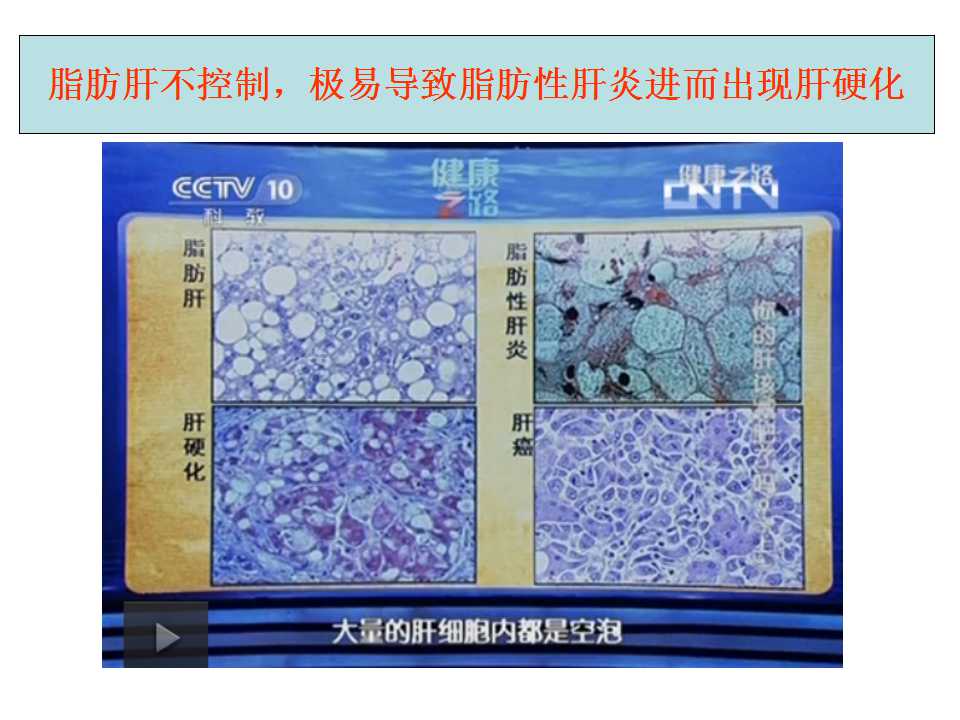 脂肪肝不控制，极易导致脂肪性肝炎进而出现肝硬化
CCTV 10
科 教
健康
之路
健康之路
CNTV
脂肪肝
脂肪性肝炎
肝硬化
肝癌
大量的肝细胞内都是空泡